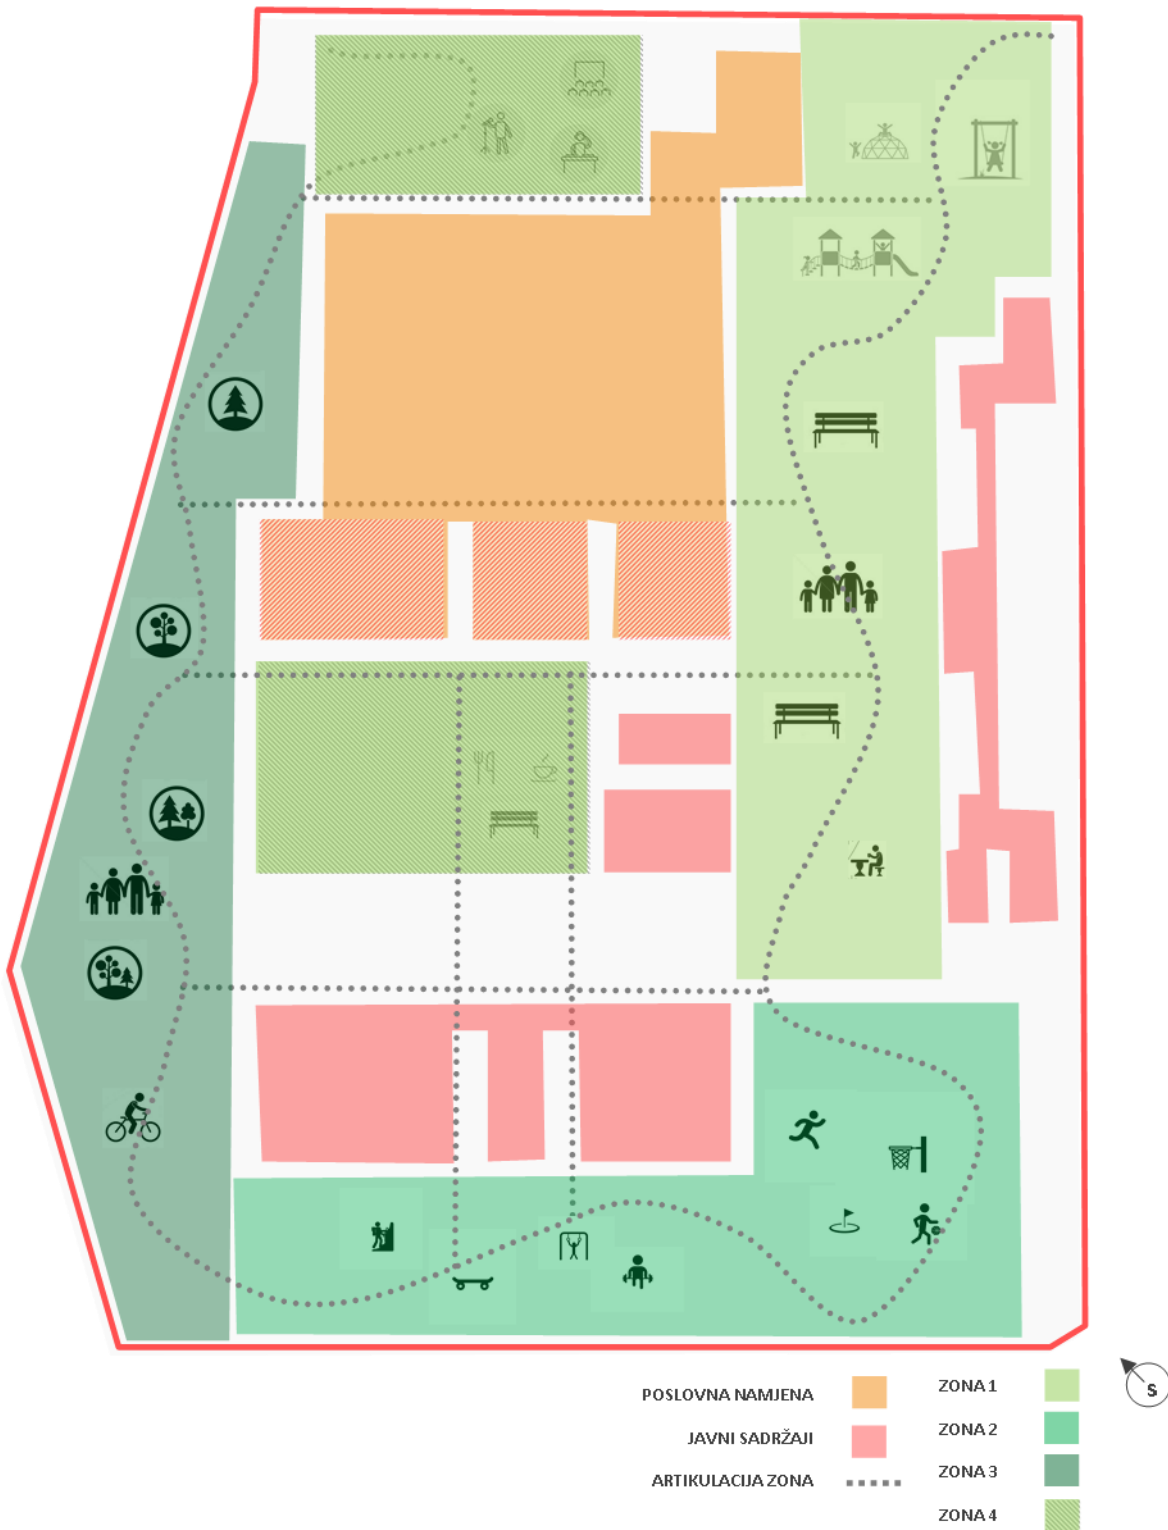 POSLOVNA NAMJENA
JAVNI SADRŽAJI
ARTIKULACIJA ZONA
ZONA 1
ZONA 2
ZONA 3
ZONA 4
S